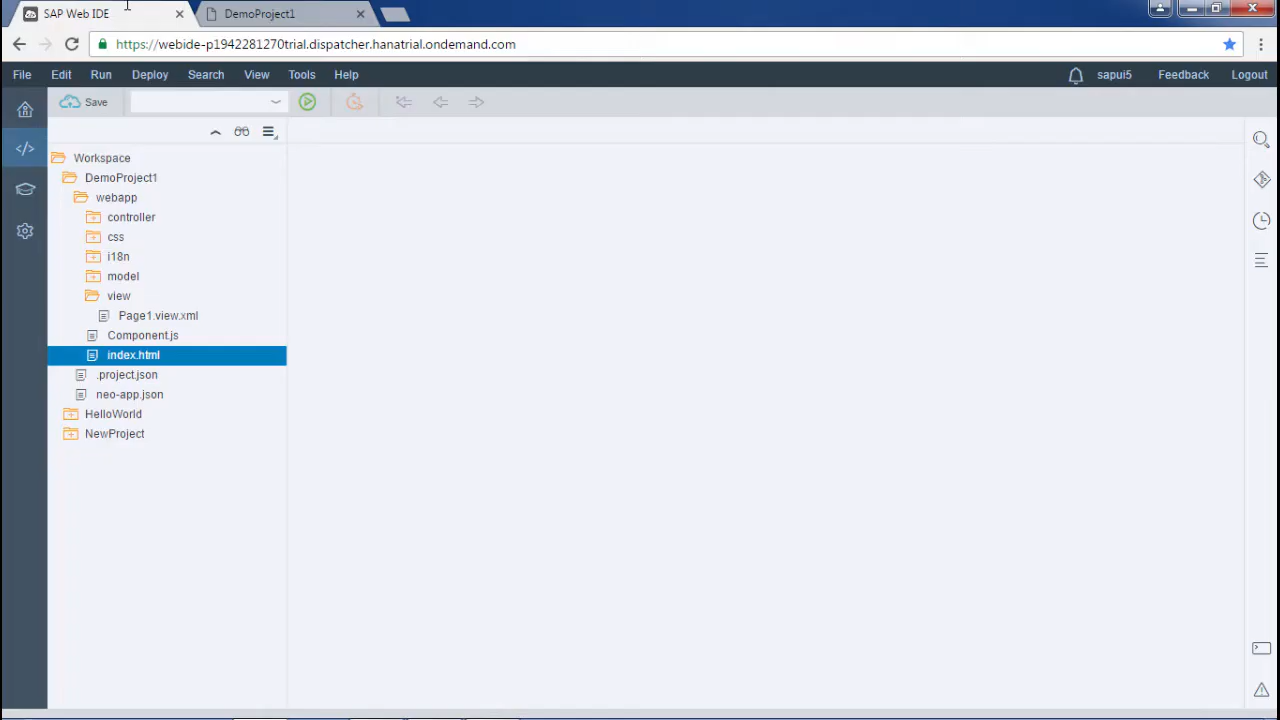 SAP Web IDE
DemoProject1
https://webide-p1942281270trial.dispatcher.hanatrial.ondemand.com
File Edit Run Deploy Search View Tools Help sapui5 Feedback Logout
Save
Workspace
DemoProject1
webapp
controller
css
i18n
model
view
Page1.view.xml
Component.js
index.html
.project.json
neo-app.json
HelloWorld
NewProject